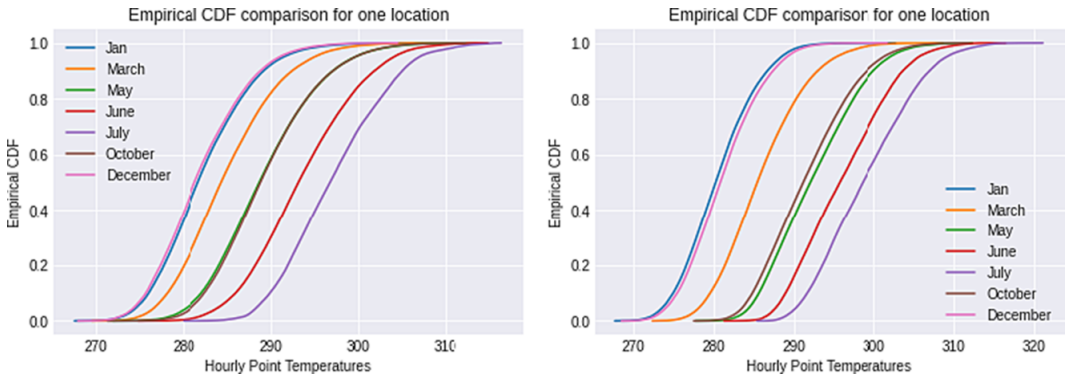 Empirical CDF comparison for one location
1.0
0.8
0.6
0.4
0.2
0.0
Empirical CDF
Jan
March
May
June
July
October
December
270
280
290
300
310
Hourly Point Temperatures
Empirical CDF comparison for one location
1.0
0.8
0.6
0.4
0.2
0.0
Empirical CDF
Jan
March
May
June
July
October
December
270
280
290
300
310
320
Hourly Point Temperatures